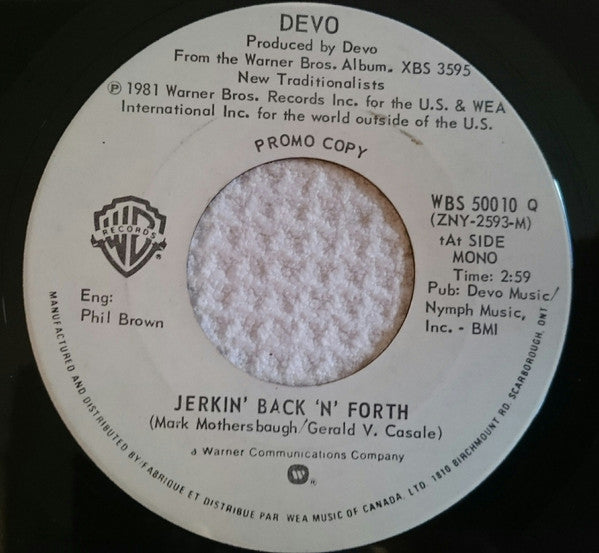 DEVO
Produced by Devo
From the Warner Bros. Album. XBS 3595
New Traditionalists
℗ 1981 Warner Bros. Records Inc. for the U.S. & WEA
International Inc. for the world outside of the U.S.
PROMO COPY
WB
RECORDS
®
WBS 50010 Q
(ZNY-2593-M)
†At SIDE
MONO
Time: 2:59
Pub: Devo Music/
Nymph Music,
Inc. - BMI
Eng:
Phil Brown
JERKIN' BACK 'N' FORTH
(Mark Mothersbaugh/Gerald V. Casale)
a Warner Communications Company
®
MANUFACTURED AND DISTRIBUTED BY/FABRIQUE ET DISTRIBUE PAR WEA MUSIC OF CANADA, LTD. 1810 BIRCHMOUNT RD. SCARBOROUGH, ONT